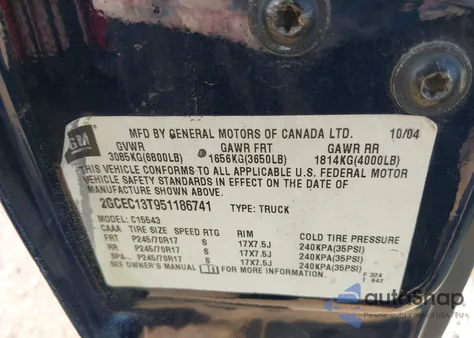 GM
MFD BY GENERAL MOTORS OF CANADA LTD. 10/04
GVWR GAWR FRT GAWR RR
3085KG(6800LB) 1656KG(3650LB) 1814KG(4000LB)
THIS VEHICLE CONFORMS TO ALL APPLICABLE U.S. FEDERAL MOTOR
VEHICLE SAFETY STANDARDS IN EFFECT ON THE DATE OF
MANUFACTURE SHOWN ABOVE.
2GCEC13T951186741 TYPE: TRUCK
MODEL: C15543
CAAA TIRE SIZE SPEED RTG RIM COLD TIRE PRESSURE
FRT P245/70R17 S 17X7.5J 240KPA(35PSI)
RR P245/70R17 S 17X7.5J 240KPA(35PSI)
SPA P245/70R17 S 17X7.5J 240KPA(35PSI)
SEE OWNER'S MANUAL FOR MORE INFORMATION.
F 324
T 842
autosnap